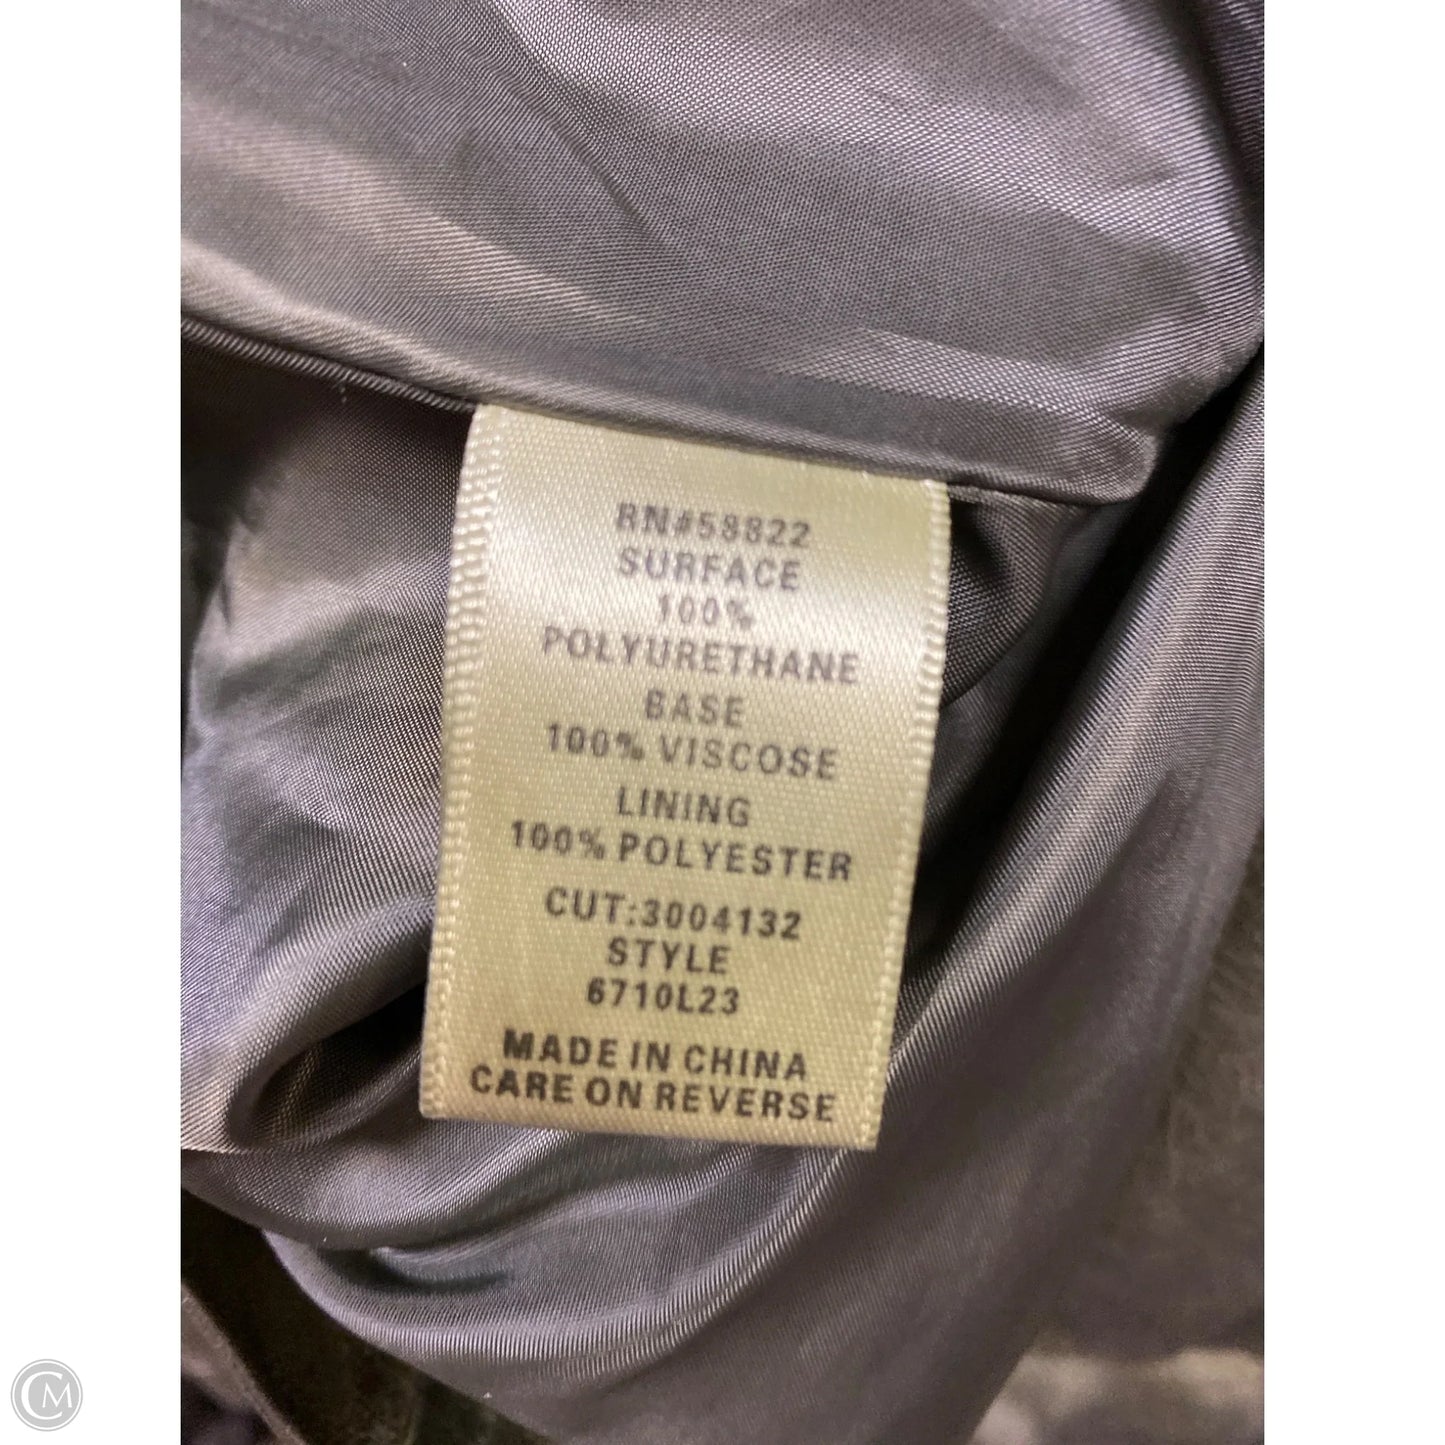 RN#58822
SURFACE
100%
POLYURETHANE
BASE
100% VISCOSE
LINING
100% POLYESTER
CUT:3004132
STYLE
6710L23
MADE IN CHINA
CARE ON REVERSE
CM